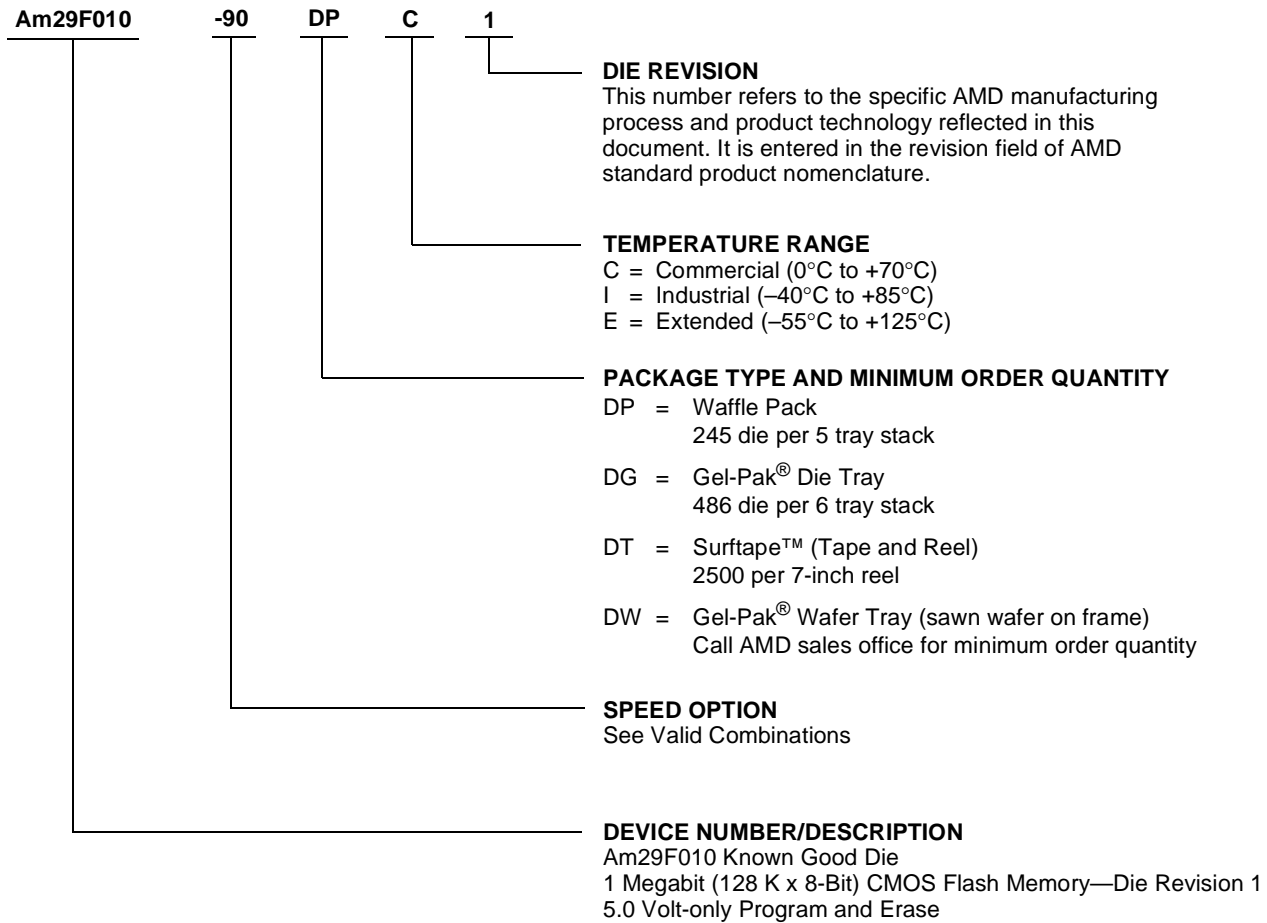 Am29F010 -90 DP C 1
DIE REVISION
This number refers to the specific AMD manufacturing
process and product technology reflected in this
document. It is entered in the revision field of AMD
standard product nomenclature.
TEMPERATURE RANGE
C = Commercial (0°C to +70°C)
I = Industrial (–40°C to +85°C)
E = Extended (–55°C to +125°C)
PACKAGE TYPE AND MINIMUM ORDER QUANTITY
DP = Waffle Pack
245 die per 5 tray stack
DG = Gel-Pak® Die Tray
486 die per 6 tray stack
DT = Surftape™ (Tape and Reel)
2500 per 7-inch reel
DW = Gel-Pak® Wafer Tray (sawn wafer on frame)
Call AMD sales office for minimum order quantity
SPEED OPTION
See Valid Combinations
DEVICE NUMBER/DESCRIPTION
Am29F010 Known Good Die
1 Megabit (128 K x 8-Bit) CMOS Flash Memory—Die Revision 1
5.0 Volt-only Program and Erase